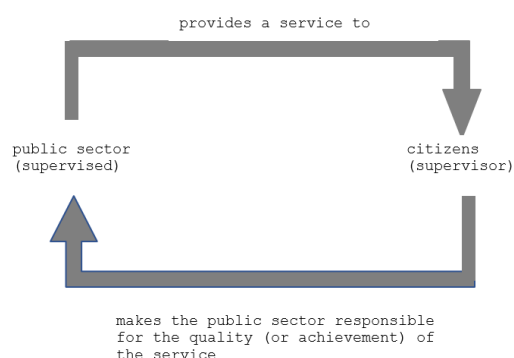 provides a service to
public sector
(supervised)
citizens
(supervisor)
makes the public sector responsible
for the quality (or achievement) of
the service